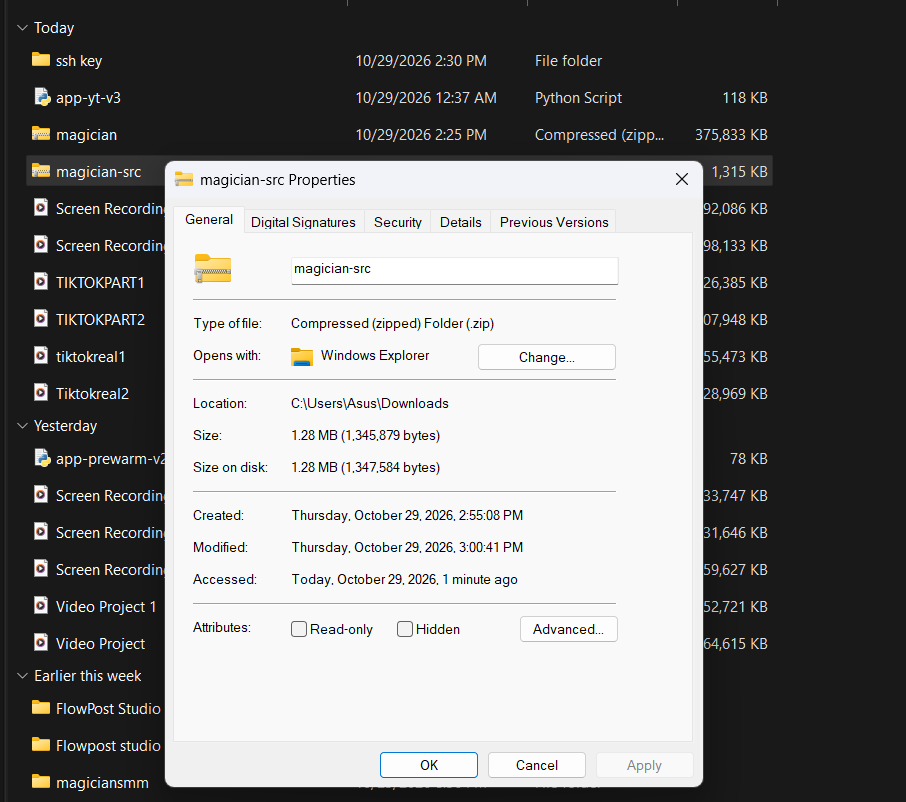 Today
ssh key 10/29/2026 2:30 PM File folder
app-yt-v3 10/29/2026 12:37 AM Python Script 118 KB
magician 10/29/2026 2:25 PM Compressed (zipp... 375,833 KB
magician-src 1,315 KB
magician-src Properties
General Digital Signatures Security Details Previous Versions
magician-src
Type of file: Compressed (zipped) Folder (.zip)
Opens with: Windows Explorer Change...
Location: C:\Users\Asus\Downloads
Size: 1.28 MB (1,345,879 bytes)
Size on disk: 1.28 MB (1,347,584 bytes)
Created: Thursday, October 29, 2026, 2:55:08 PM
Modified: Thursday, October 29, 2026, 3:00:41 PM
Accessed: Today, October 29, 2026, 1 minute ago
Attributes: Read-only Hidden Advanced...
OK Cancel Apply
Screen Recording 92,086 KB
Screen Recording 98,133 KB
TIKTOKPART1 26,385 KB
TIKTOKPART2 07,948 KB
tiktokreal1 55,473 KB
Tiktokreal2 28,969 KB
Yesterday
app-prewarm-v2 78 KB
Screen Recording 33,747 KB
Screen Recording 31,646 KB
Screen Recording 59,627 KB
Video Project 1 52,721 KB
Video Project 64,615 KB
Earlier this week
FlowPost Studio
Flowpost studio
magiciansmm